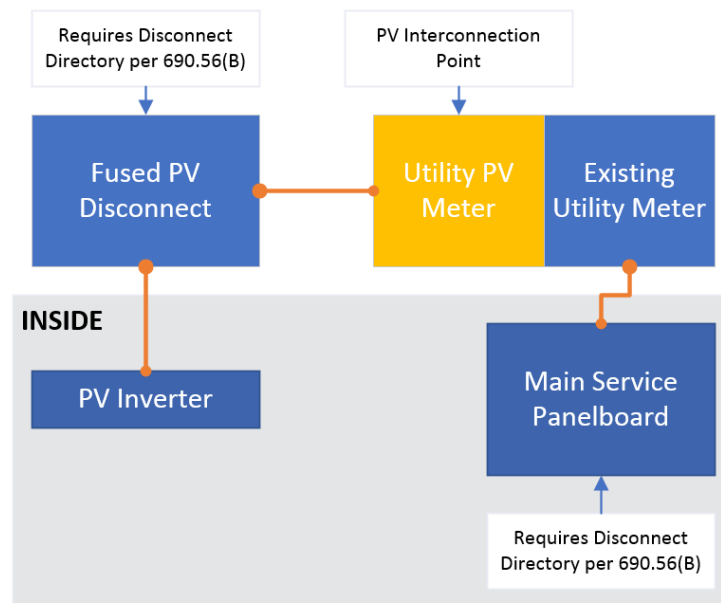 Requires Disconnect
Directory per 690.56(B)
PV Interconnection
Point
Fused PV
Disconnect
Utility PV
Meter
Existing
Utility Meter
INSIDE
PV Inverter
Main Service
Panelboard
Requires Disconnect
Directory per 690.56(B)